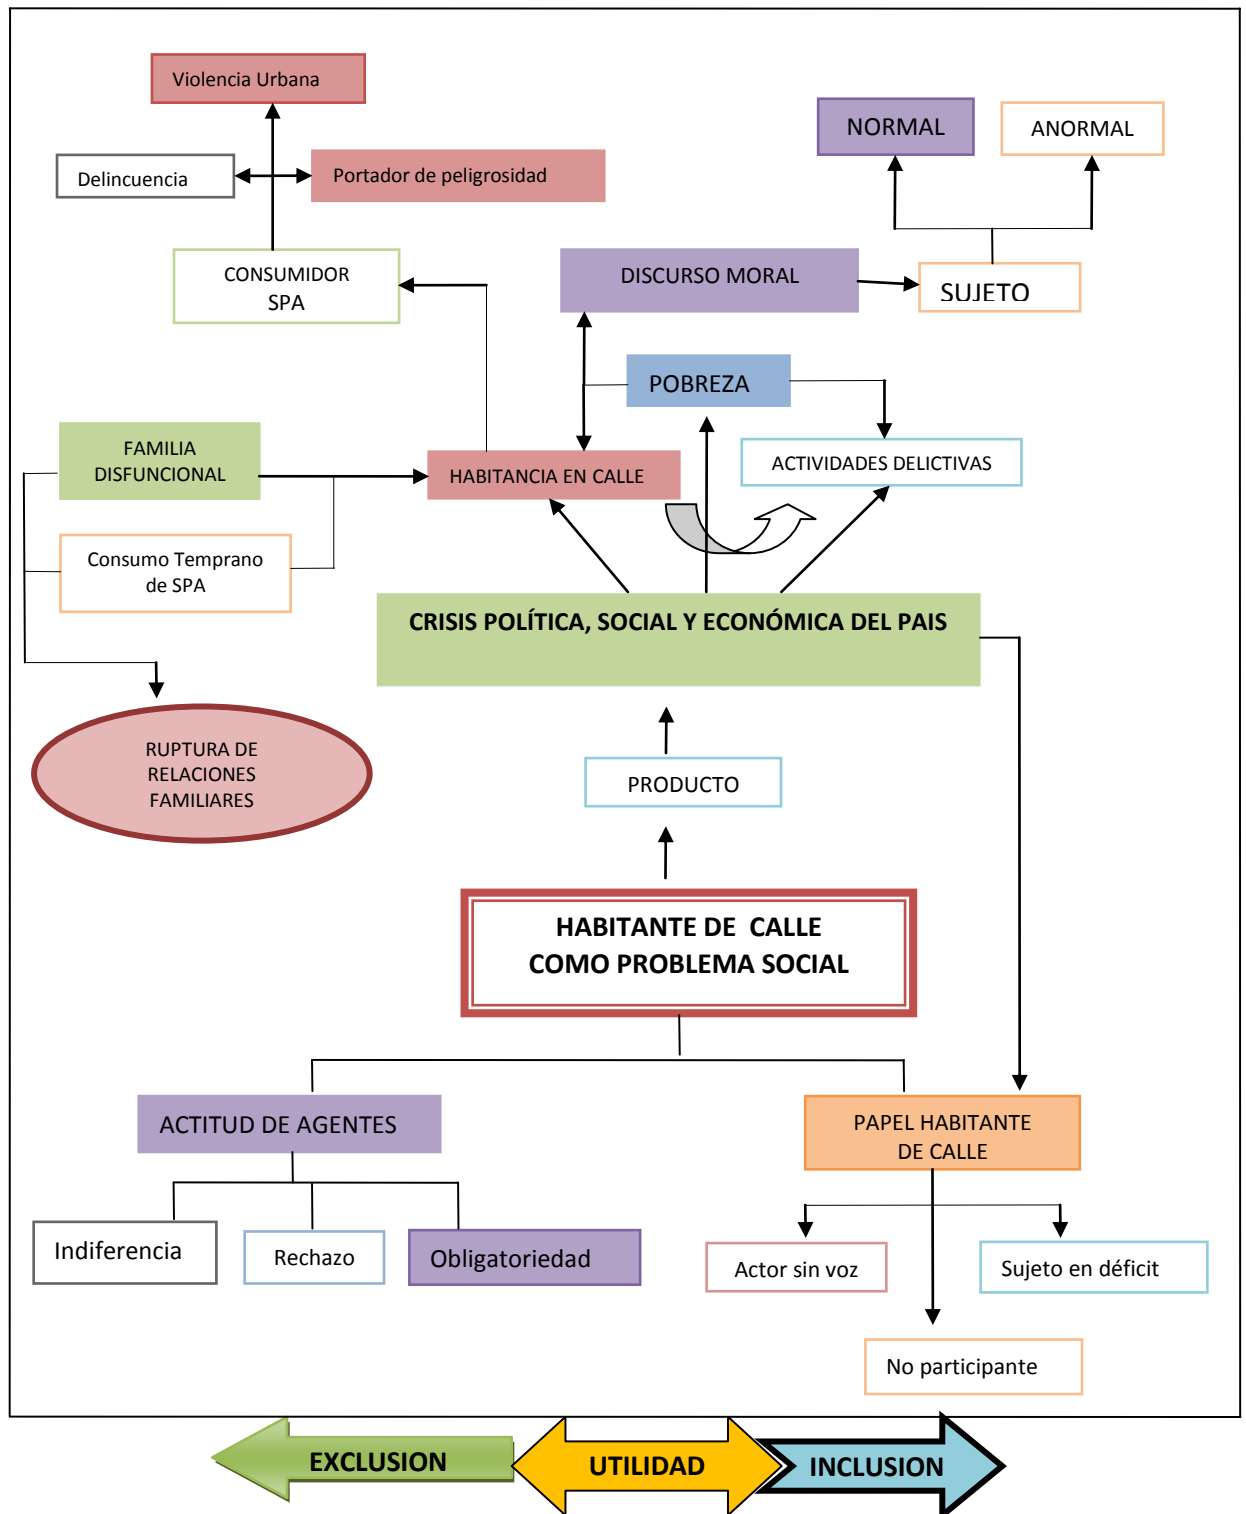 Violencia Urbana
NORMAL
ANORMAL
Delincuencia
Portador de peligrosidad
CONSUMIDOR
SPA
DISCURSO MORAL
SUJETO
POBREZA
FAMILIA
DISFUNCIONAL
HABITANCIA EN CALLE
ACTIVIDADES DELICTIVAS
Consumo Temprano
de SPA
CRISIS POLÍTICA, SOCIAL Y ECONÓMICA DEL PAIS
RUPTURA DE
RELACIONES
FAMILIARES
PRODUCTO
HABITANTE DE CALLE
COMO PROBLEMA SOCIAL
ACTITUD DE AGENTES
PAPEL HABITANTE
DE CALLE
Indiferencia
Rechazo
Obligatoriedad
Actor sin voz
Sujeto en déficit
No participante
EXCLUSION
UTILIDAD
INCLUSION